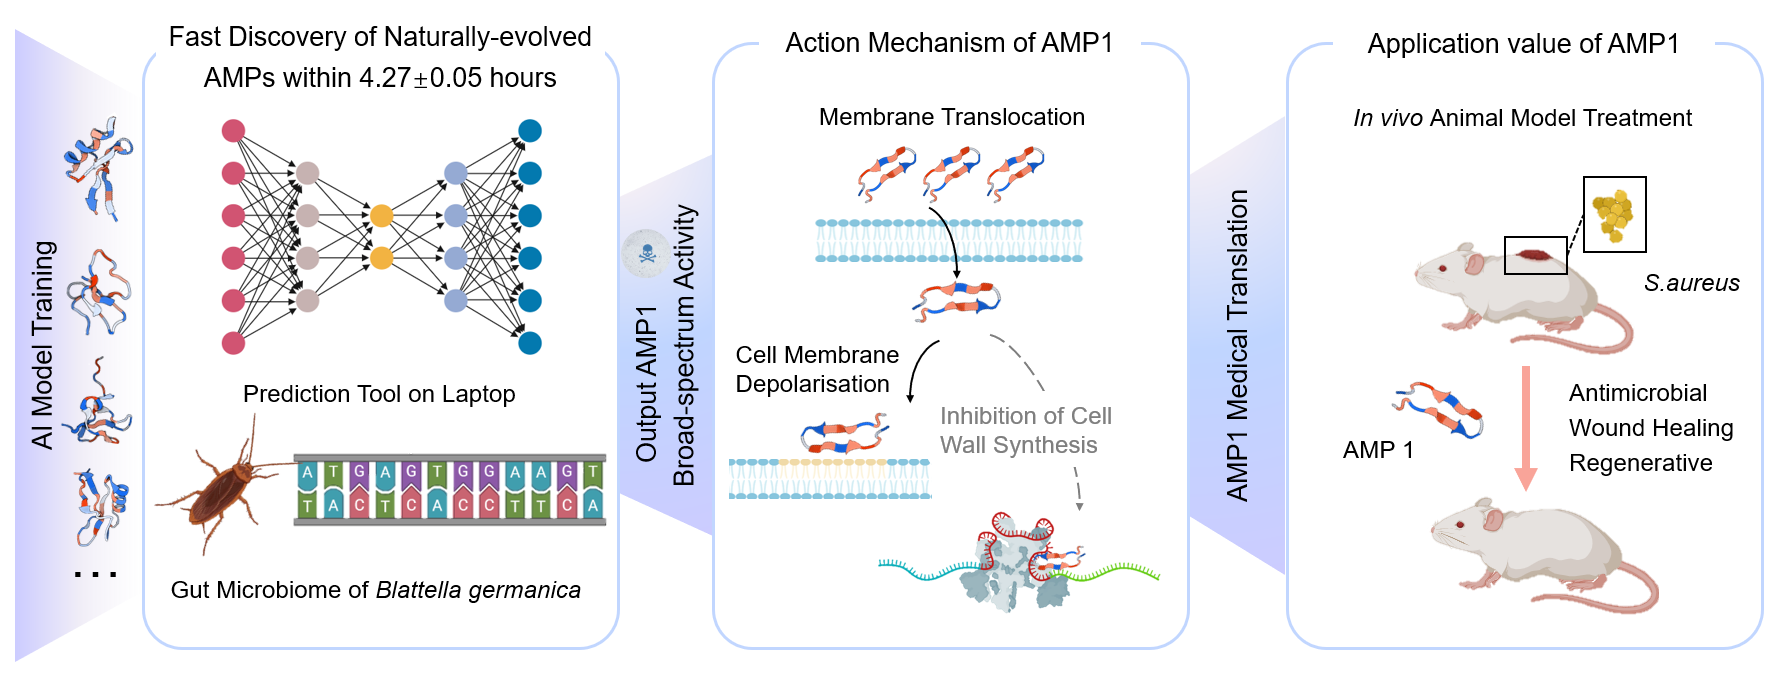 AI Model Training
Fast Discovery of Naturally-evolved
AMPs within 4.27±0.05 hours
Prediction Tool on Laptop
A T G A G T G G A A G T
T A C T C A C C T T C A
Gut Microbiome of Blattella germanica
Output AMP1
Broad-spectrum Activity
Action Mechanism of AMP1
Membrane Translocation
Cell Membrane
Depolarisation
Inhibition of Cell
Wall Synthesis
AMP1 Medical Translation
Application value of AMP1
In vivo Animal Model Treatment
S.aureus
AMP 1
Antimicrobial
Wound Healing
Regenerative